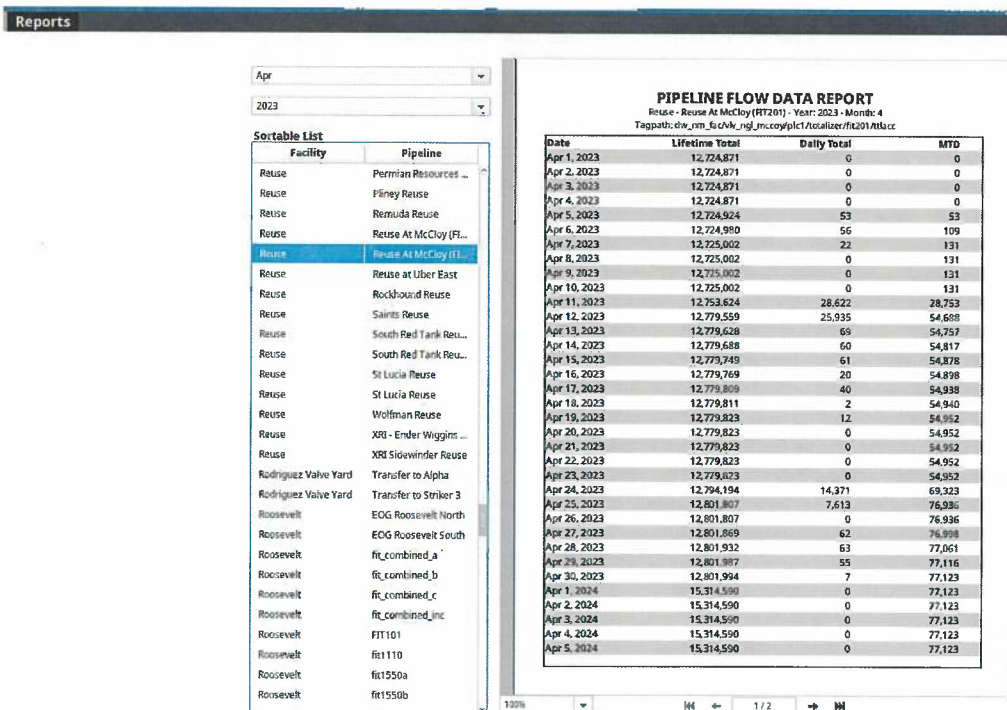 Reports
Apr
2023
Sortable List
Facility Pipeline
Reuse Permian Resources ...
Reuse Pliney Reuse
Reuse Remuda Reuse
Reuse Reuse At McCloy (FI...
Reuse Reuse At McCloy (FI...
Reuse Reuse at Uber East
Reuse Rockhound Reuse
Reuse Saints Reuse
Reuse South Red Tank Reu...
Reuse South Red Tank Reu...
Reuse St Lucia Reuse
Reuse St Lucia Reuse
Reuse Wolfman Reuse
Reuse XRI - Ender Wiggins ...
Reuse XRI Sidewinder Reuse
Rodriguez Valve Yard Transfer to Alpha
Rodriguez Valve Yard Transfer to Striker 3
Roosevelt EOG Roosevelt North
Roosevelt EOG Roosevelt South
Roosevelt fit_combined_a
Roosevelt fit_combined_b
Roosevelt fit_combined_c
Roosevelt fit_combined_inc
Roosevelt FIT101
Roosevelt fit1110
Roosevelt fit1550a
Roosevelt fit1550b
PIPELINE FLOW DATA REPORT
Reuse - Reuse At McCloy (FIT201) - Year: 2023 - Month: 4
Tagpath: dw_nm_fac/vlv_ngl_mccoy/plc1/totalizer/fit201/ttlacc
Date Lifetime Total Daily Total MTD
Apr 1, 2023 12,724,871 0 0
Apr 2, 2023 12,724,871 0 0
Apr 3, 2023 12,724,871 0 0
Apr 4, 2023 12,724,871 0 0
Apr 5, 2023 12,724,924 53 53
Apr 6, 2023 12,724,980 56 109
Apr 7, 2023 12,725,002 22 131
Apr 8, 2023 12,725,002 0 131
Apr 9, 2023 12,725,002 0 131
Apr 10, 2023 12,725,002 0 131
Apr 11, 2023 12,753,624 28,622 28,753
Apr 12, 2023 12,779,559 25,935 54,688
Apr 13, 2023 12,779,628 69 54,757
Apr 14, 2023 12,779,688 60 54,817
Apr 15, 2023 12,779,749 61 54,878
Apr 16, 2023 12,779,769 20 54,898
Apr 17, 2023 12,779,809 40 54,938
Apr 18, 2023 12,779,811 2 54,940
Apr 19, 2023 12,779,823 12 54,952
Apr 20, 2023 12,779,823 0 54,952
Apr 21, 2023 12,779,823 0 54,952
Apr 22, 2023 12,779,823 0 54,952
Apr 23, 2023 12,779,823 0 54,952
Apr 24, 2023 12,794,194 14,371 69,323
Apr 25, 2023 12,801,807 7,613 76,936
Apr 26, 2023 12,801,807 0 76,936
Apr 27, 2023 12,801,869 62 76,998
Apr 28, 2023 12,801,932 63 77,061
Apr 29, 2023 12,801,987 55 77,116
Apr 30, 2023 12,801,994 7 77,123
Apr 1, 2024 15,314,590 0 77,123
Apr 2, 2024 15,314,590 0 77,123
Apr 3, 2024 15,314,590 0 77,123
Apr 4, 2024 15,314,590 0 77,123
Apr 5, 2024 15,314,590 0 77,123
100%
1 / 2